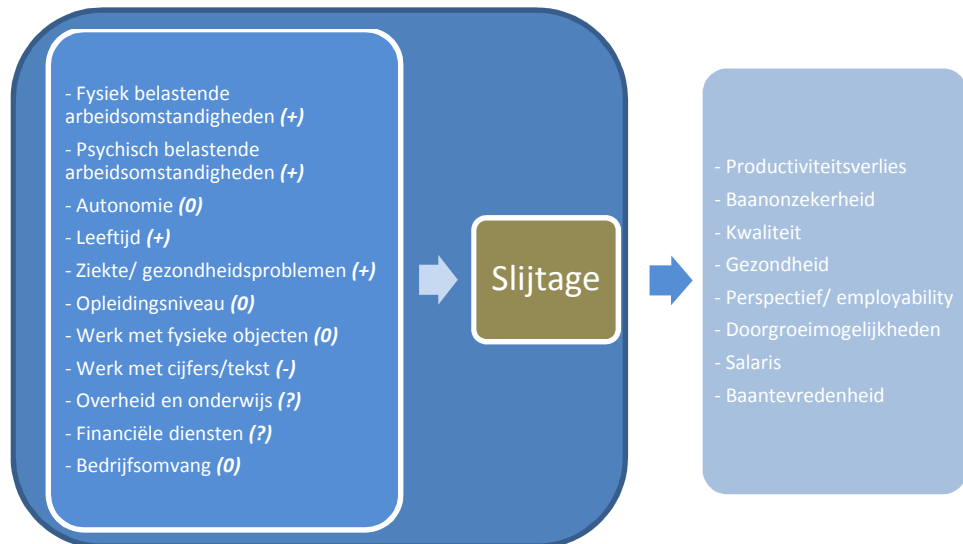 - Fysiek belastende
arbeidsomstandigheden (+)
- Psychisch belastende
arbeidsomstandigheden (+)
- Autonomie (0)
- Leeftijd (+)
- Ziekte/ gezondheidsproblemen (+)
- Opleidingsniveau (0)
- Werk met fysieke objecten (0)
- Werk met cijfers/tekst (-)
- Overheid en onderwijs (?)
- Financiële diensten (?)
- Bedrijfsomvang (0)
Slijtage
- Productiviteitsverlies
- Baanonzekerheid
- Kwaliteit
- Gezondheid
- Perspectief/ employability
- Doorgroeimogelijkheden
- Salaris
- Baantevredenheid